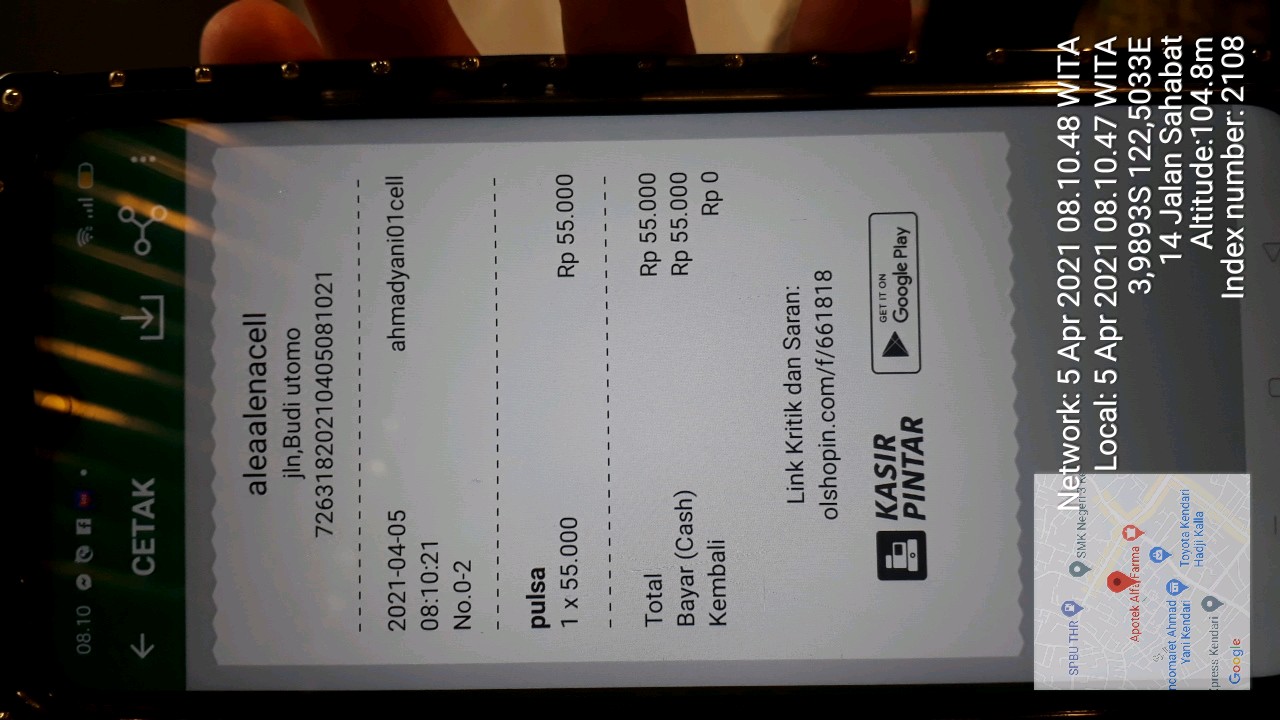 08.10
CETAK
aleaalenacell
jln,Budi utomo
72631820210405081021
2021-04-05 ahmadyani01cell
08:10:21
No.0-2
pulsa
1 x 55.000 Rp 55.000
Total Rp 55.000
Bayar (Cash) Rp 55.000
Kembali Rp 0
Link Kritik dan Saran:
olshopin.com/f/661818
KASIR
PINTAR
GET IT ON
Google Play
SPBU THR
SMK Negeri 3
Apotek Alfa Farma
Ahmad
Yani Kendari
Toyota Kendari
Hadji Kalla
Kendari
Google
Network: 5 Apr 2021 08.10.48 WITA
Local: 5 Apr 2021 08.10.47 WITA
3,9893S 122,5033E
14 Jalan Sahabat
Altitude:104.8m
Index number: 2108